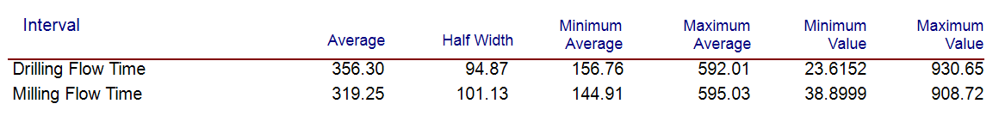 Interval Average Half Width Minimum Average Maximum Average Minimum Value Maximum Value
Drilling Flow Time 356.30 94.87 156.76 592.01 23.6152 930.65
Milling Flow Time 319.25 101.13 144.91 595.03 38.8999 908.72